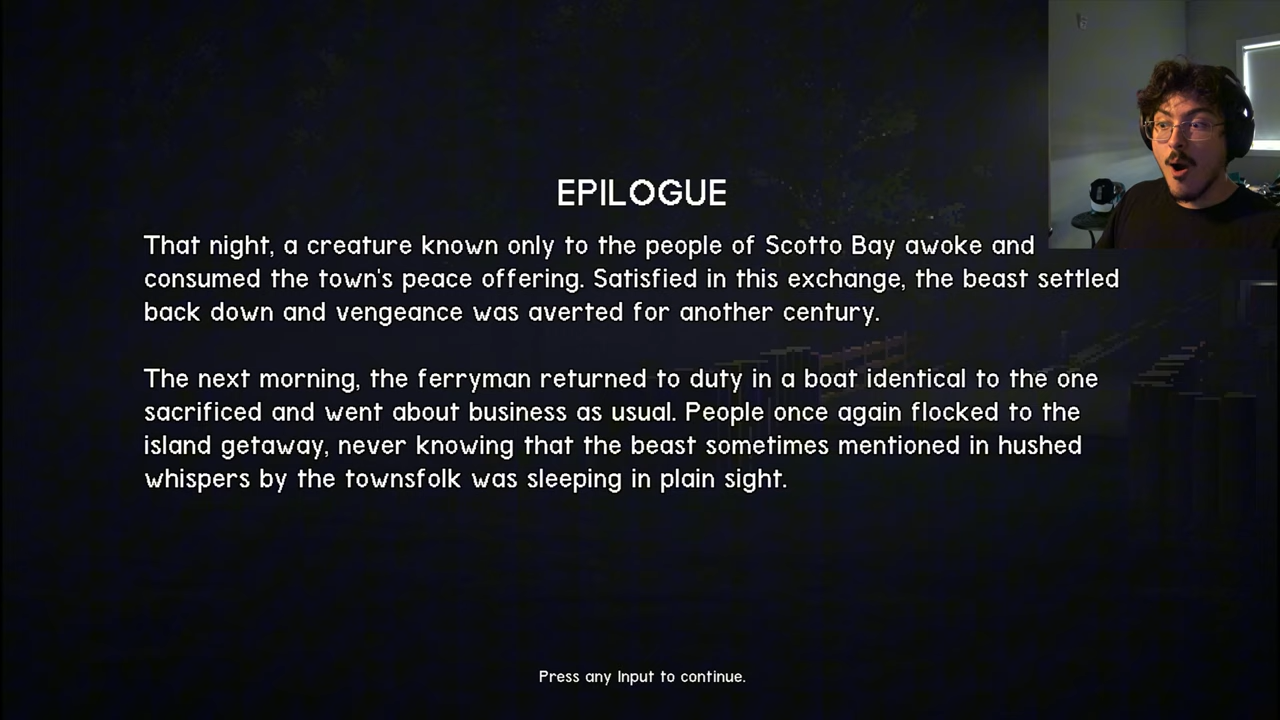 EPILOGUE
That night, a creature known only to the people of Scotto Bay awoke and
consumed the town's peace offering. Satisfied in this exchange, the beast settled
back down and vengeance was averted for another century.
The next morning, the ferryman returned to duty in a boat identical to the one
sacrificed and went about business as usual. People once again flocked to the
island getaway, never knowing that the beast sometimes mentioned in hushed
whispers by the townsfolk was sleeping in plain sight.
Press any Input to continue.